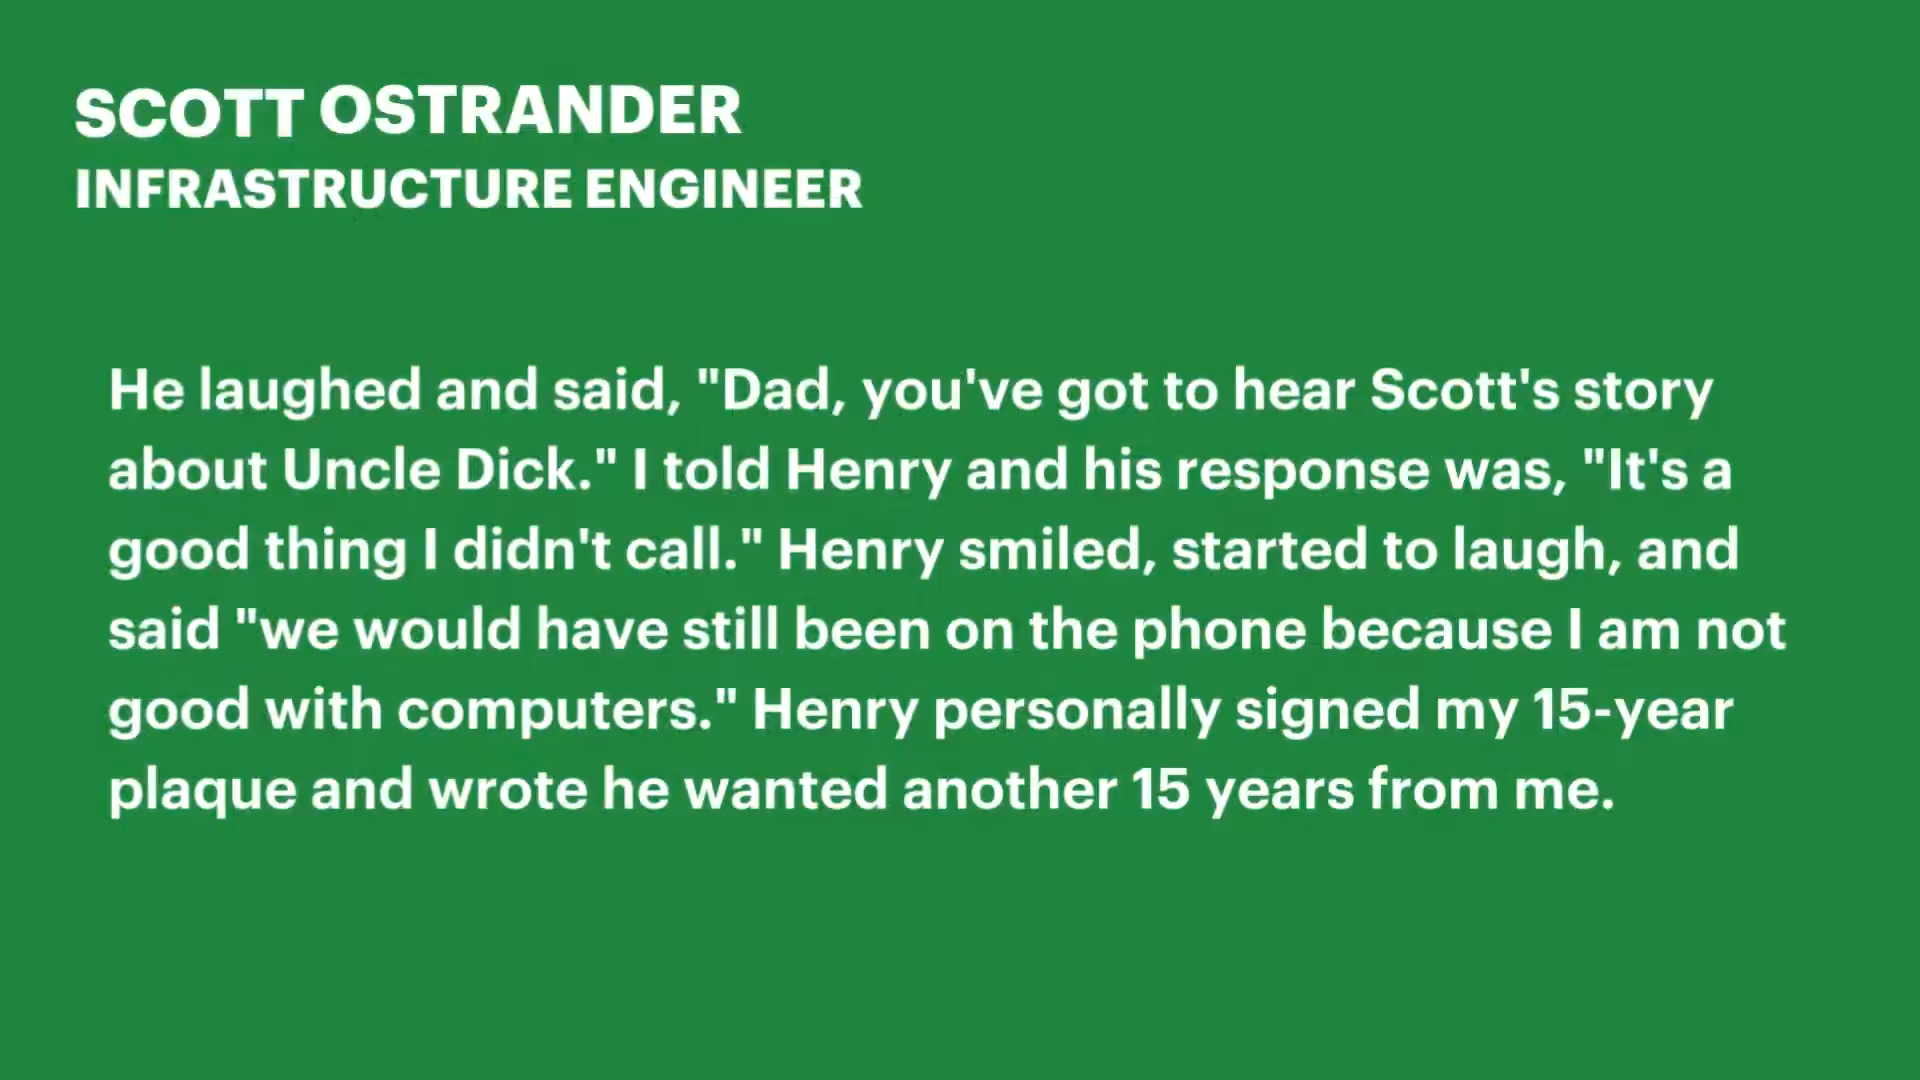 SCOTT OSTRANDER
INFRASTRUCTURE ENGINEER
He laughed and said, "Dad, you've got to hear Scott's story
about Uncle Dick." I told Henry and his response was, "It's a
good thing I didn't call." Henry smiled, started to laugh, and
said "we would have still been on the phone because I am not
good with computers." Henry personally signed my 15-year
plaque and wrote he wanted another 15 years from me.